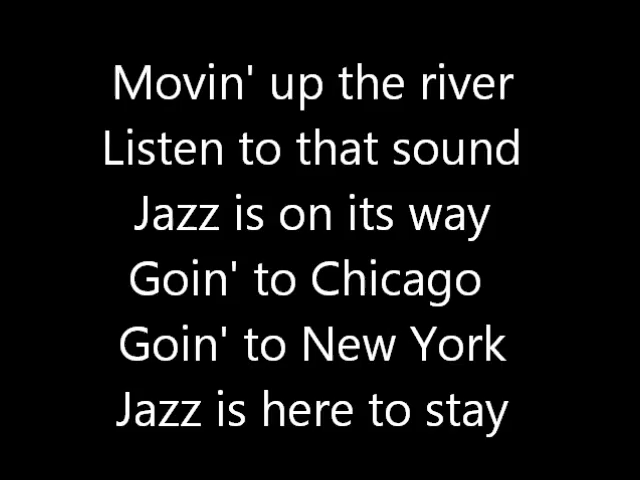 Movin' up the river
Listen to that sound
Jazz is on its way
Goin' to Chicago
Goin' to New York
Jazz is here to stay